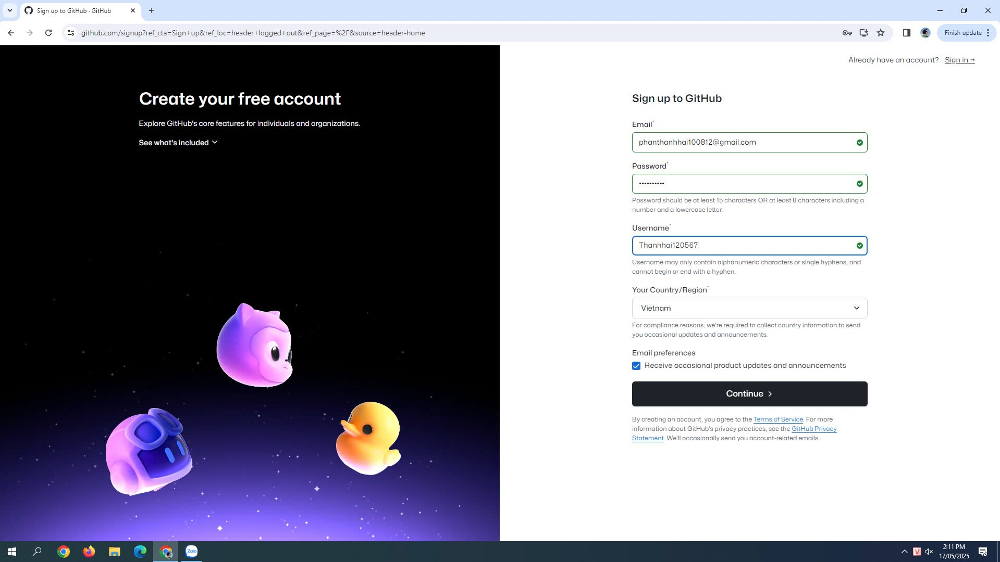 Sign up to GitHub · GitHub
github.com/signup?ref_cta=Sign+up&ref_loc=header+logged+out&ref_page=%2F&source=header-home
Finish update
Already have an account? Sign in →
Create your free account
Explore GitHub's core features for individuals and organizations.
See what's included
Sign up to GitHub
Email*
phanthanhhai100812@gmail.com
Password*
••••••••••
Password should be at least 15 characters OR at least 8 characters including a
number and a lowercase letter.
Username*
Thanhhai120567
Username may only contain alphanumeric characters or single hyphens, and
cannot begin or end with a hyphen.
Your Country/Region*
Vietnam
For compliance reasons, we're required to collect country information to send
you occasional updates and announcements.
Email preferences
Receive occasional product updates and announcements
Continue
By creating an account, you agree to the Terms of Service. For more
information about GitHub's privacy practices, see the GitHub Privacy
Statement. We'll occasionally send you account-related emails.
Zalo
V
2:11 PM
17/05/2025